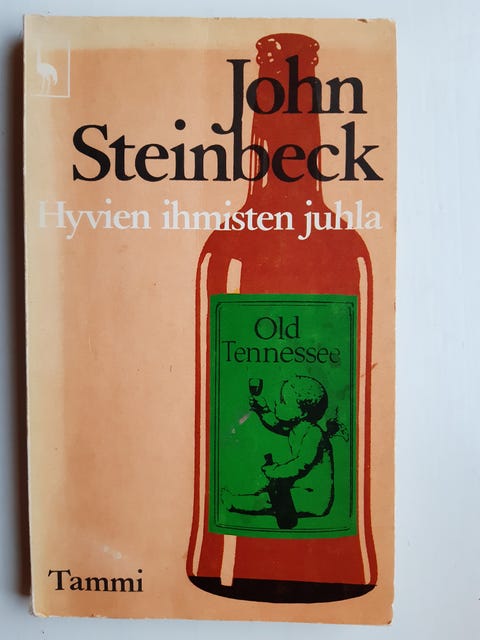 John
Steinbeck
Hyvien ihmisten juhla
Old
Tennessee
Tammi